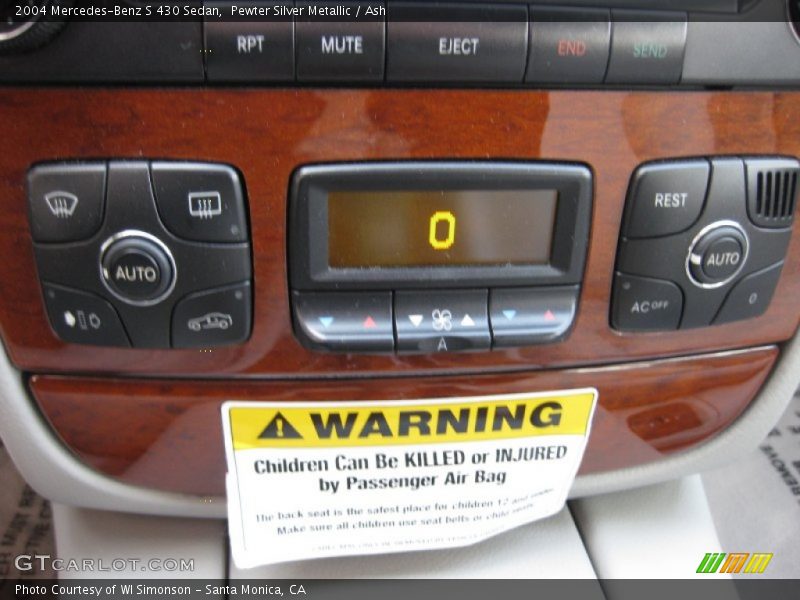 2004 Mercedes-Benz S 430 Sedan, Pewter Silver Metallic / Ash
RPT MUTE EJECT END SEND
REST
0
AUTO AUTO
AC OFF 0
A
WARNING
Children Can Be KILLED or INJURED
by Passenger Air Bag
The back seat is the safest place for children 12 and under.
Make sure all children use seat belts or child seats.
REMOVE
GTCARLOT.COM
Photo Courtesy of WI Simonson - Santa Monica, CA